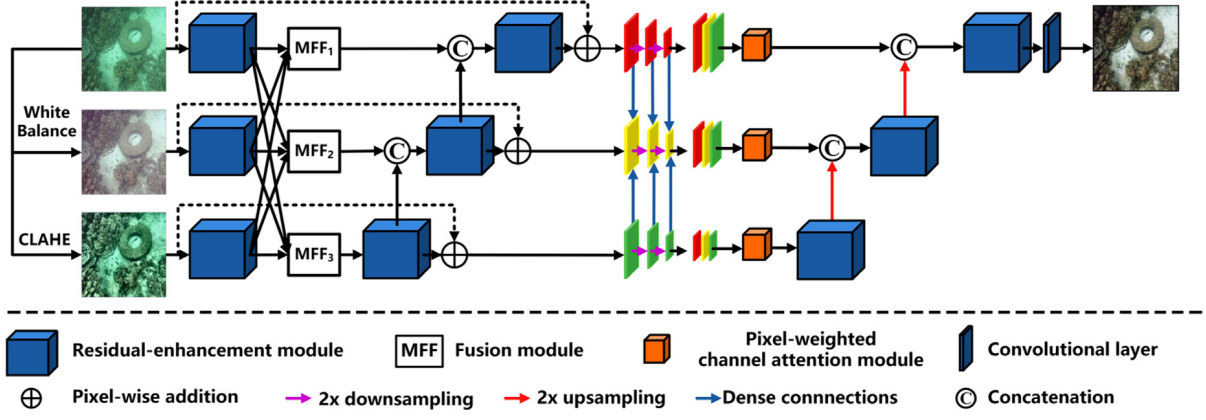 MFF₁
C
C
White
Balance
MFF₂
C
C
CLAHE
MFF₃
Residual-enhancement module
MFF
Fusion module
Pixel-weighted
channel attention module
Convolutional layer
Pixel-wise addition
2x downsampling
2x upsampling
Dense connnections
C
Concatenation